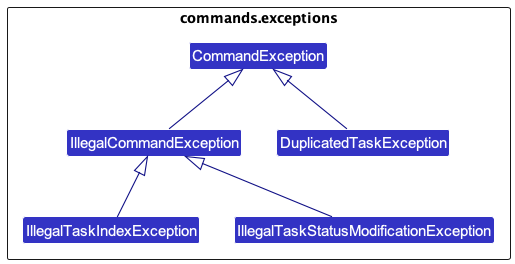 commands.exceptions
CommandException
IllegalCommandException
DuplicatedTaskException
IllegalTaskIndexException
IllegalTaskStatusModificationException